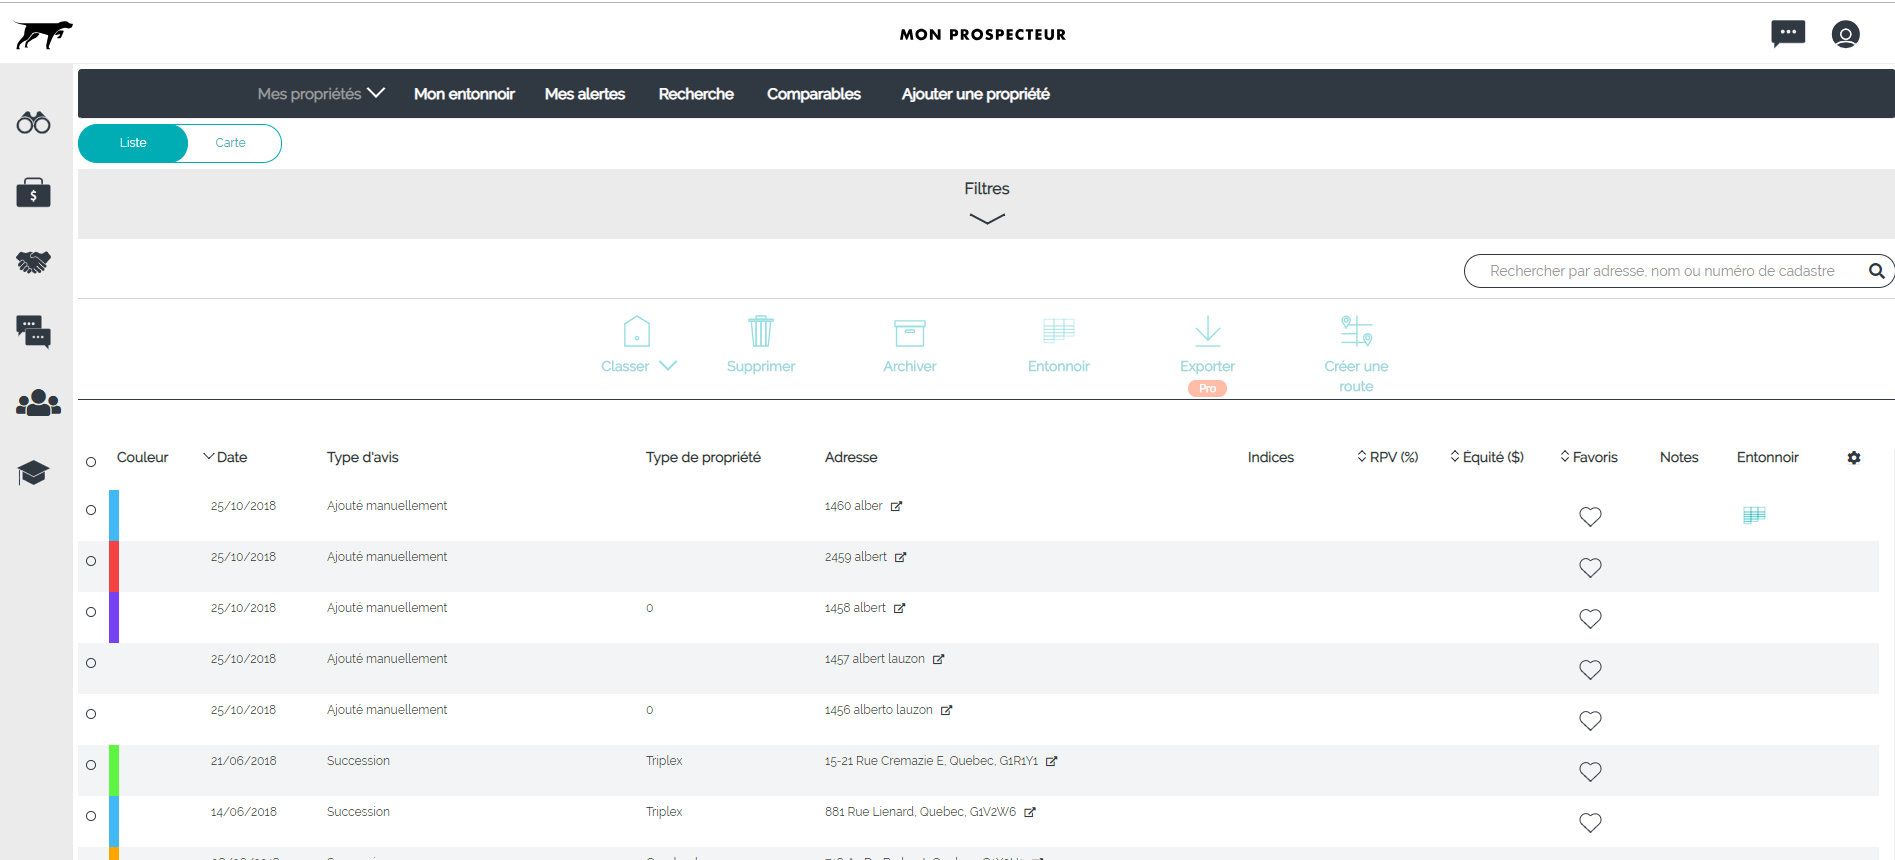 MON PROSPECTEUR
Mes propriétés Mon entonnoir Mes alertes Recherche Comparables Ajouter une propriété
Liste Carte
Filtres
Rechercher par adresse, nom ou numéro de cadastre
Classer Supprimer Archiver Entonnoir Exporter Créer une
Pro route
Couleur Date Type d'avis Type de propriété Adresse Indices RPV (%) Équité ($) Favoris Notes Entonnoir
25/10/2018 Ajouté manuellement 1460 alber
25/10/2018 Ajouté manuellement 2459 albert
25/10/2018 Ajouté manuellement 0 1458 albert
25/10/2018 Ajouté manuellement 1457 albert lauzon
25/10/2018 Ajouté manuellement 0 1456 alberto lauzon
21/06/2018 Succession Triplex 15-21 Rue Cremazie E, Quebec, G1R1Y1
14/06/2018 Succession Triplex 881 Rue Lienard, Quebec, G1V2W6